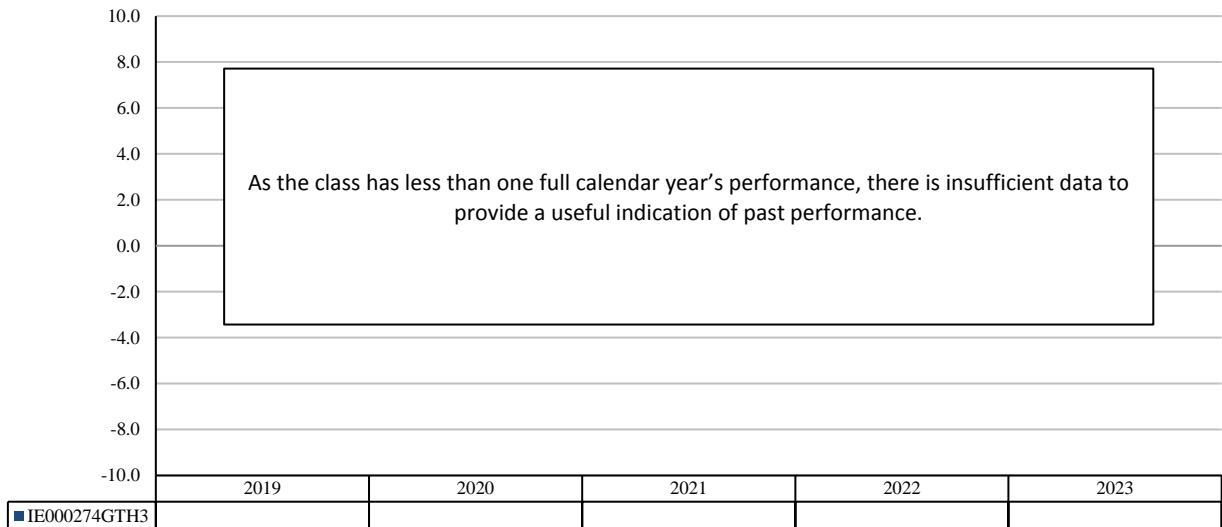 10.0
8.0
6.0
4.0
2.0
0.0
-2.0
-4.0
-6.0
-8.0
-10.0
As the class has less than one full calendar year’s performance, there is insufficient data to
provide a useful indication of past performance.
2019 2020 2021 2022 2023
IE000274GTH3